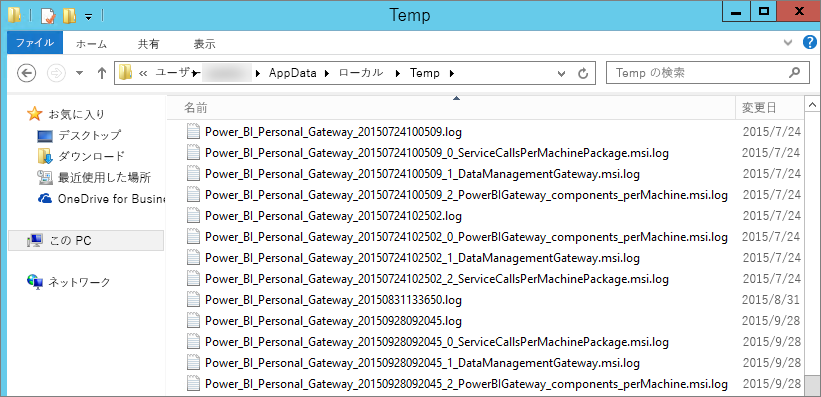 Temp
ファイル ホーム 共有 表示
« ユーザー AppData ローカル Temp Temp の検索
名前 変更日
お気に入り
デスクトップ
ダウンロード
最近使用した場所
OneDrive for Busine
この PC
ネットワーク
Power_BI_Personal_Gateway_20150724100509.log 2015/7/24
Power_BI_Personal_Gateway_20150724100509_0_ServiceCallsPerMachinePackage.msi.log 2015/7/24
Power_BI_Personal_Gateway_20150724100509_1_DataManagementGateway.msi.log 2015/7/24
Power_BI_Personal_Gateway_20150724100509_2_PowerBIGateway_components_perMachine.msi.log 2015/7/24
Power_BI_Personal_Gateway_20150724102502.log 2015/7/24
Power_BI_Personal_Gateway_20150724102502_0_PowerBIGateway_components_perMachine.msi.log 2015/7/24
Power_BI_Personal_Gateway_20150724102502_1_DataManagementGateway.msi.log 2015/7/24
Power_BI_Personal_Gateway_20150724102502_2_ServiceCallsPerMachinePackage.msi.log 2015/7/24
Power_BI_Personal_Gateway_20150831133650.log 2015/8/31
Power_BI_Personal_Gateway_20150928092045.log 2015/9/28
Power_BI_Personal_Gateway_20150928092045_0_ServiceCallsPerMachinePackage.msi.log 2015/9/28
Power_BI_Personal_Gateway_20150928092045_1_DataManagementGateway.msi.log 2015/9/28
Power_BI_Personal_Gateway_20150928092045_2_PowerBIGateway_components_perMachine.msi.log 2015/9/28